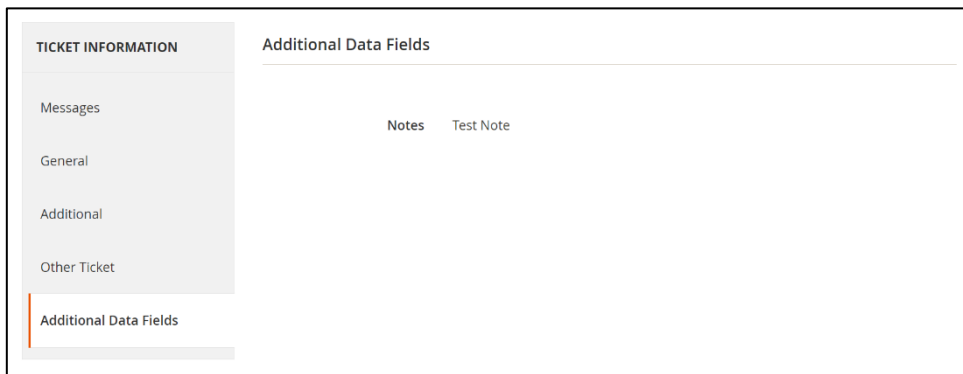 TICKET INFORMATION
Messages
General
Additional
Other Ticket
Additional Data Fields
Additional Data Fields
Notes Test Note